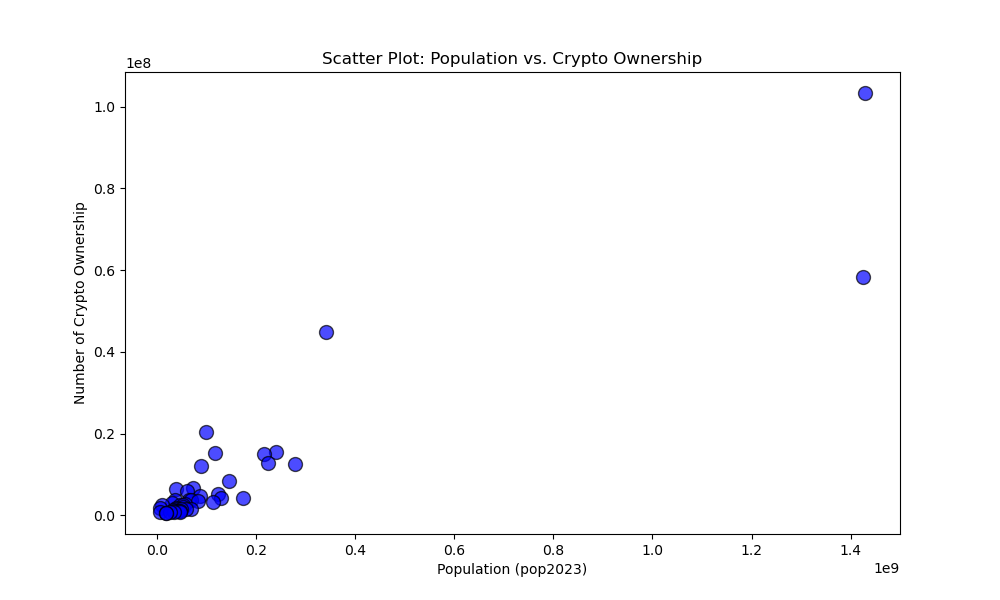 Scatter Plot: Population vs. Crypto Ownership
1e8
1.0
0.8
0.6
0.4
0.2
0.0
Number of Crypto Ownership
0.0 0.2 0.4 0.6 0.8 1.0 1.2 1.4
1e9
Population (pop2023)